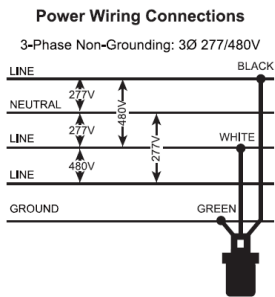 Power Wiring Connections
3-Phase Non-Grounding: 3Ø 277/480V
BLACK
LINE
277V
480V
NEUTRAL
277V
277V
WHITE
LINE
480V
LINE
GROUND
GREEN